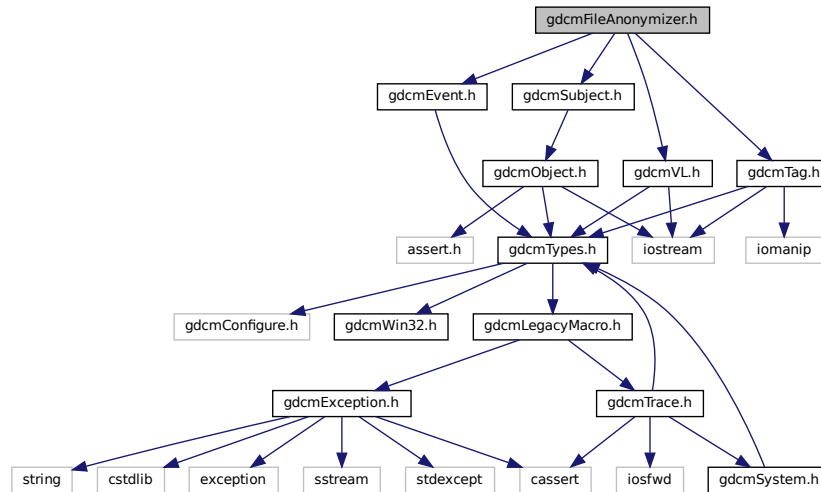 gdcmFileAnonymizer.h
gdcmEvent.h
gdcmSubject.h
gdcmObject.h
gdcmVL.h
gdcmTag.h
assert.h
gdcmTypes.h
iostream
iomanip
gdcmConfigure.h
gdcmWin32.h
gdcmLegacyMacro.h
gdcmException.h
gdcmTrace.h
string
cstdlib
exception
sstream
stdexcept
cassert
iosfwd
gdcmSystem.h